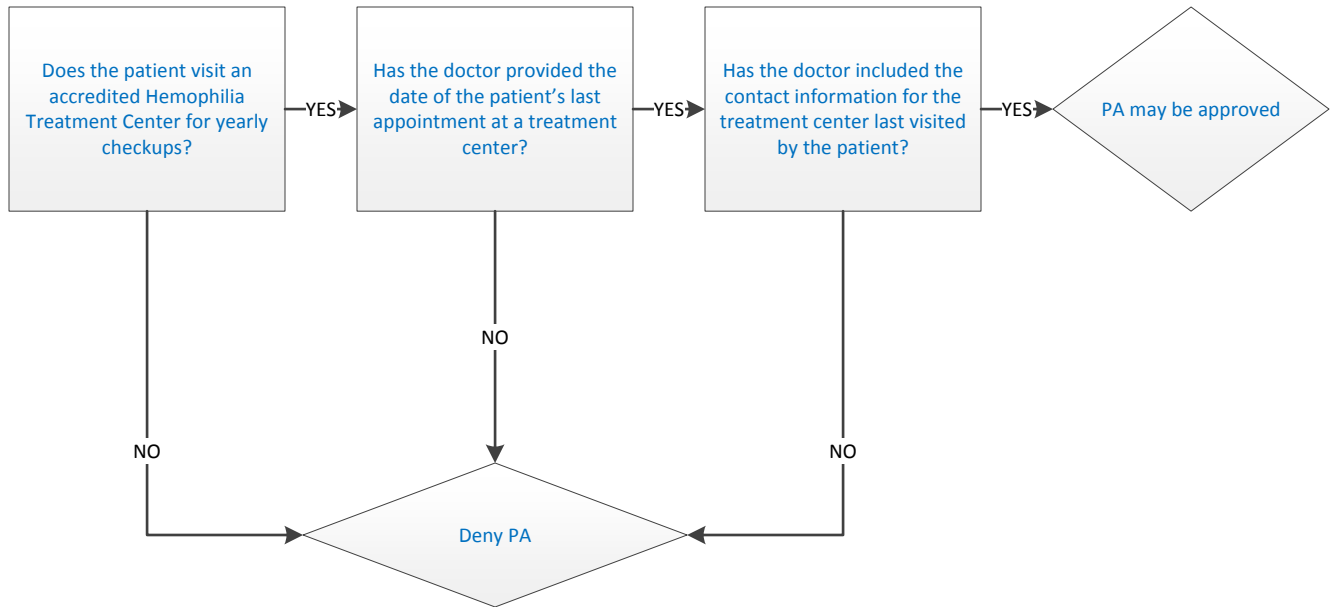 Does the patient visit an
accredited Hemophilia
Treatment Center for yearly
checkups?
YES
Has the doctor provided the
date of the patient’s last
appointment at a treatment
center?
YES
Has the doctor included the
contact information for the
treatment center last visited
by the patient?
YES
PA may be approved
NO
NO
NO
Deny PA